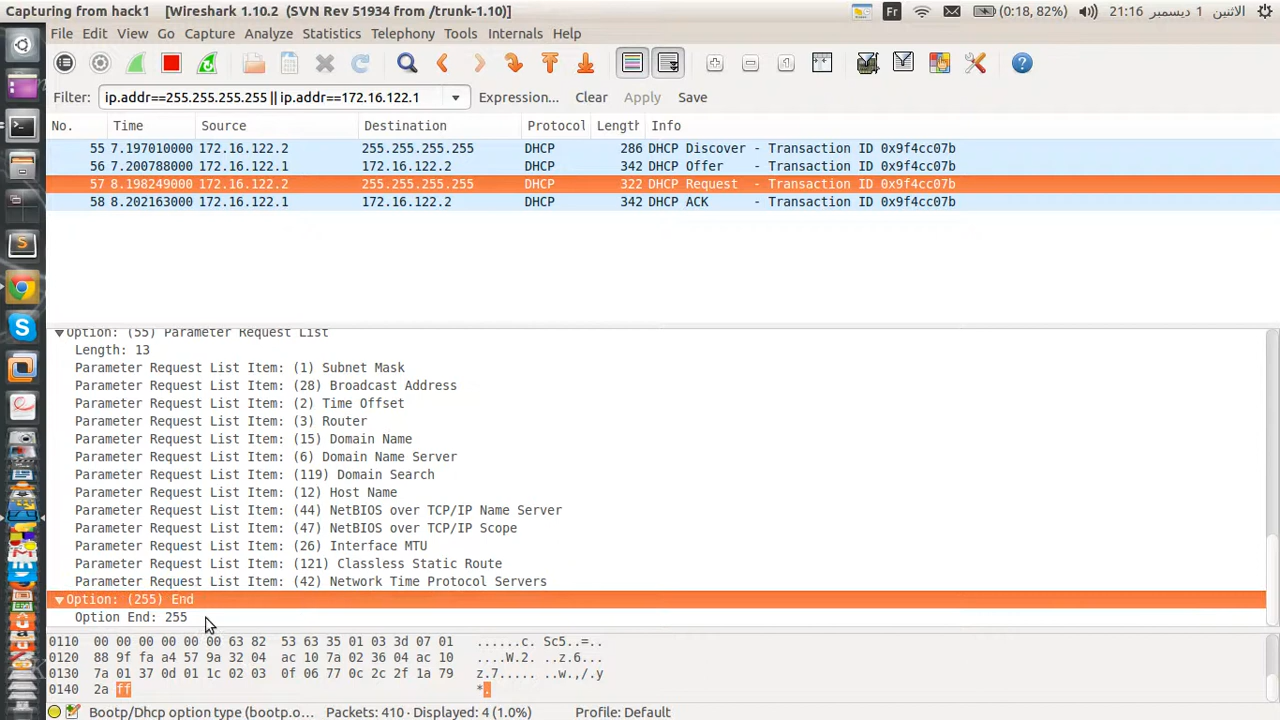 Capturing from hack1 [Wireshark 1.10.2 (SVN Rev 51934 from /trunk-1.10)]
Fr (0:18, 82%) 21:16 الاثنين 1 ديسمبر
File Edit View Go Capture Analyze Statistics Telephony Tools Internals Help
Filter: ip.addr==255.255.255.255 || ip.addr==172.16.122.1 Expression... Clear Apply Save
No. Time Source Destination Protocol Length Info
55 7.197010000 172.16.122.2 255.255.255.255 DHCP 286 DHCP Discover - Transaction ID 0x9f4cc07b
56 7.200788000 172.16.122.1 172.16.122.2 DHCP 342 DHCP Offer - Transaction ID 0x9f4cc07b
57 8.198249000 172.16.122.2 255.255.255.255 DHCP 322 DHCP Request - Transaction ID 0x9f4cc07b
58 8.202163000 172.16.122.1 172.16.122.2 DHCP 342 DHCP ACK - Transaction ID 0x9f4cc07b
Option: (55) Parameter Request List
Length: 13
Parameter Request List Item: (1) Subnet Mask
Parameter Request List Item: (28) Broadcast Address
Parameter Request List Item: (2) Time Offset
Parameter Request List Item: (3) Router
Parameter Request List Item: (15) Domain Name
Parameter Request List Item: (6) Domain Name Server
Parameter Request List Item: (119) Domain Search
Parameter Request List Item: (12) Host Name
Parameter Request List Item: (44) NetBIOS over TCP/IP Name Server
Parameter Request List Item: (47) NetBIOS over TCP/IP Scope
Parameter Request List Item: (26) Interface MTU
Parameter Request List Item: (121) Classless Static Route
Parameter Request List Item: (42) Network Time Protocol Servers
Option: (255) End
Option End: 255
0110 00 00 00 00 00 00 63 82 53 63 35 01 03 3d 07 01 ......c. Sc5..=..
0120 88 9f fa a4 57 9a 32 04 ac 10 7a 02 36 04 ac 10 ....W.2. ..z.6...
0130 7a 01 37 0d 01 1c 02 03 0f 06 77 0c 2c 2f 1a 79 z.7..... ..w.,/.y
0140 2a ff *.
Bootp/Dhcp option type (bootp.o... Packets: 410 · Displayed: 4 (1.0%) Profile: Default